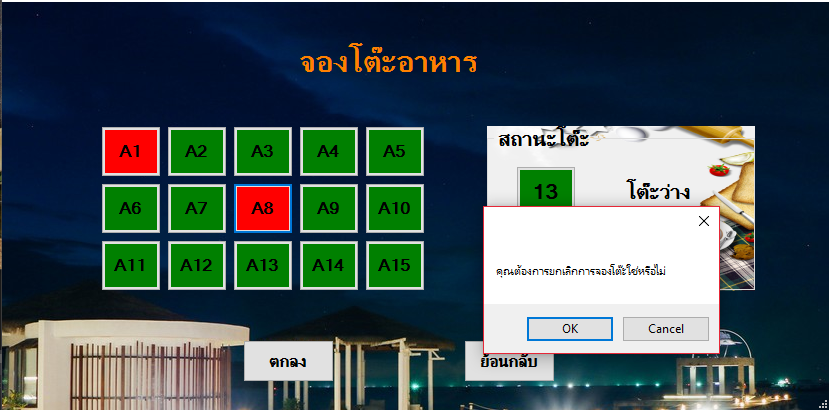 จองโต๊ะอาหาร
A1 A2 A3 A4 A5
A6 A7 A8 A9 A10
A11 A12 A13 A14 A15
สถานะโต๊ะ
13 โต๊ะว่าง
คุณต้องการยกเลิกการจองโต๊ะใช่หรือไม่
OK Cancel
ตกลง ย้อนกลับ